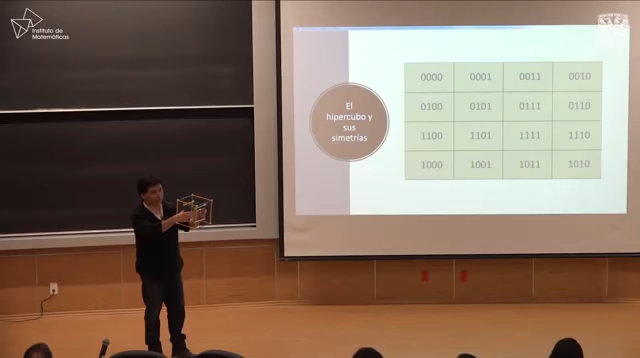 Instituto de
Matemáticas
El
hipercubo y
sus
simetrías
0000 0001 0011 0010
0100 0101 0111 0110
1100 1101 1111 1110
1000 1001 1011 1010